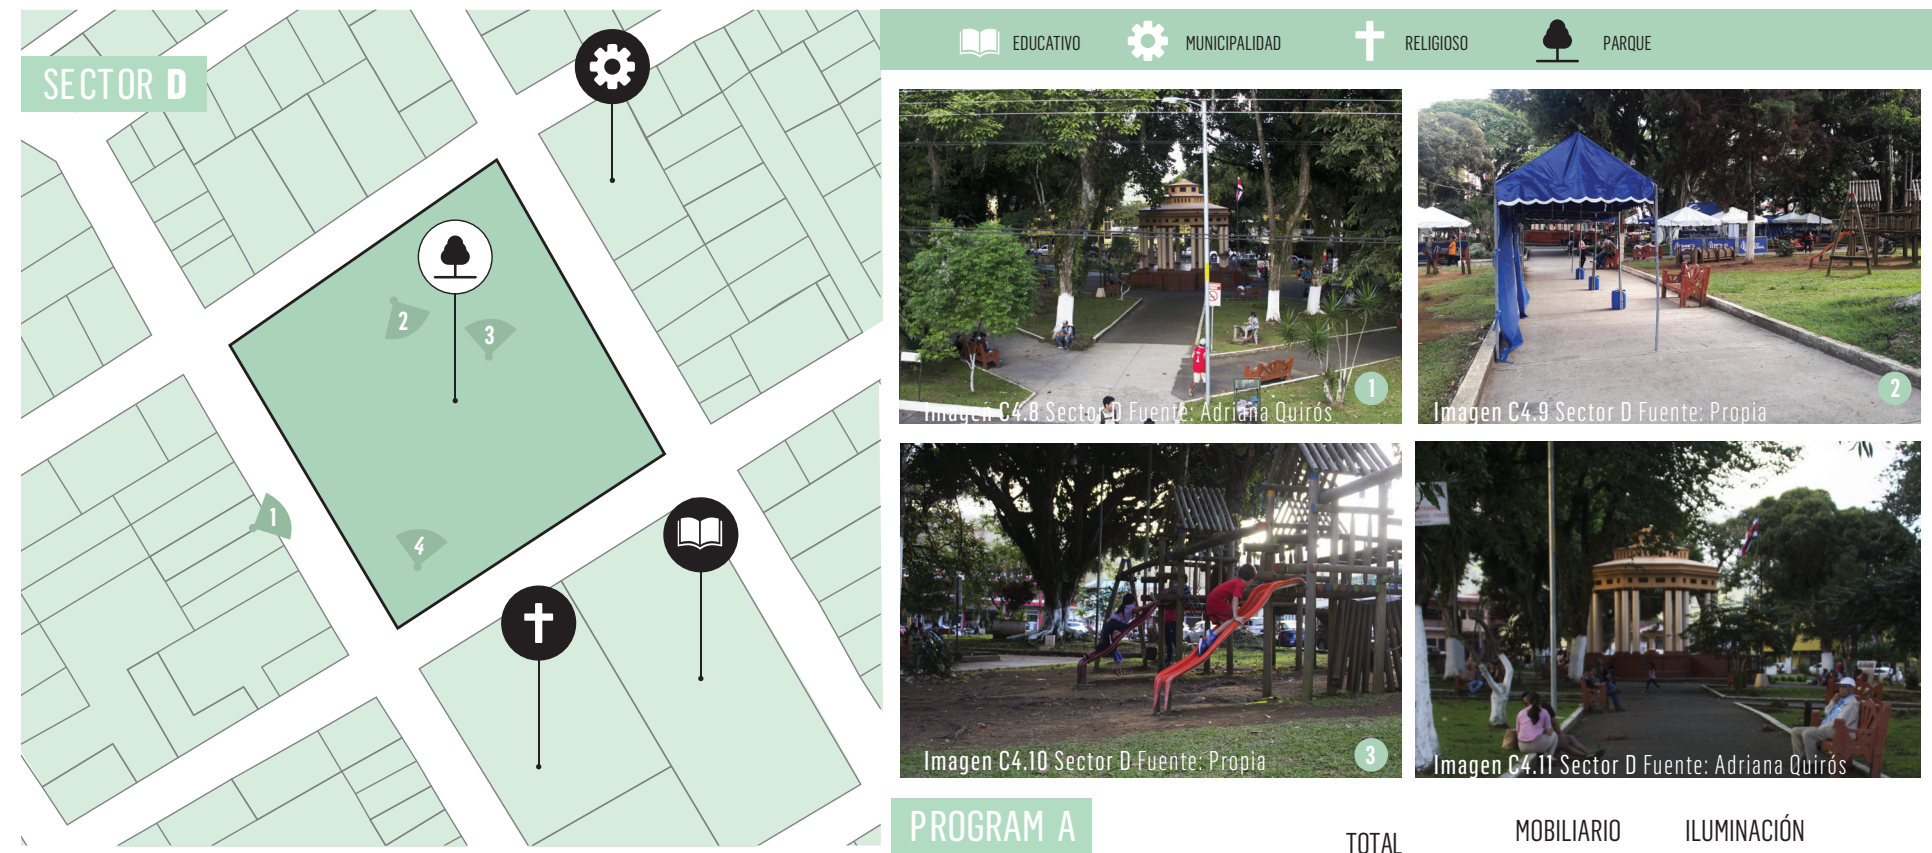 SECTOR D
EDUCATIVO
MUNICIPALIDAD
RELIGIOSO
PARQUE
2
3
1
4
1
Imagen C4.8 Sector D Fuente: Adriana Quirós
2
Imagen C4.9 Sector D Fuente: Propia
3
Imagen C4.10 Sector D Fuente: Propia
Imagen C4.11 Sector D Fuente: Adriana Quirós
PROGRAM A
TOTAL
MOBILIARIO
ILUMINACIÓN